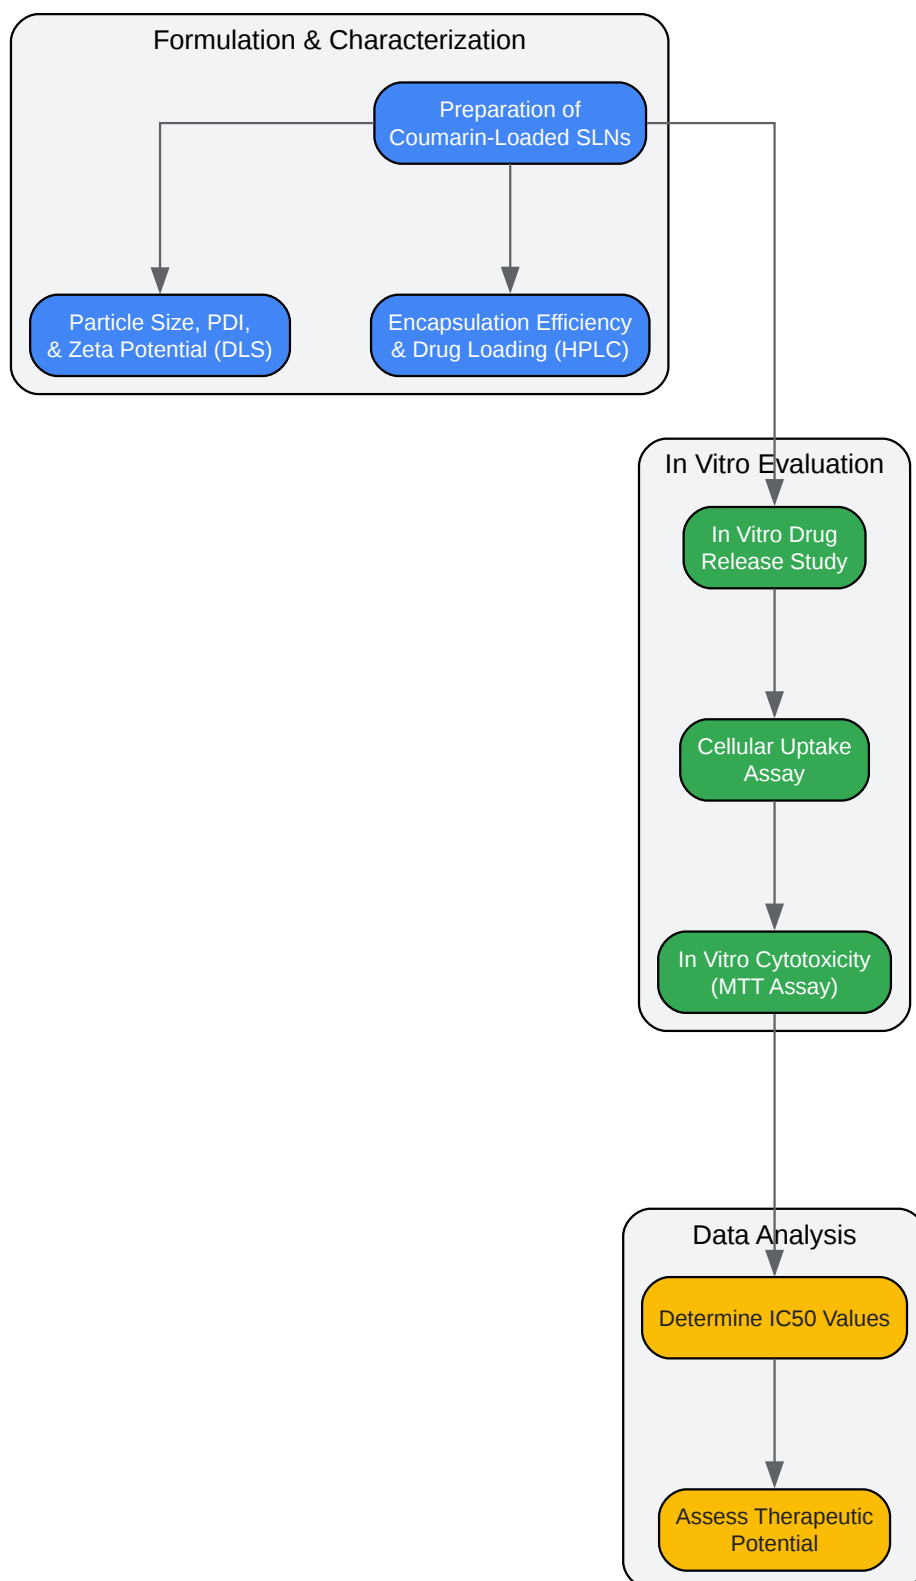 Formulation & Characterization
Preparation of
Coumarin-Loaded SLNs
Particle Size, PDI,
& Zeta Potential (DLS)
Encapsulation Efficiency
& Drug Loading (HPLC)
In Vitro Evaluation
In Vitro Drug
Release Study
Cellular Uptake
Assay
In Vitro Cytotoxicity
(MTT Assay)
Data Analysis
Determine IC50 Values
Assess Therapeutic
Potential